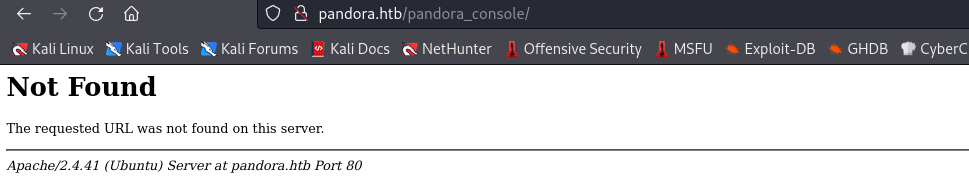 pandora.htb/pandora_console/
Kali Linux Kali Tools Kali Forums Kali Docs NetHunter Offensive Security MSFU Exploit-DB GHDB CyberC
Not Found
The requested URL was not found on this server.
Apache/2.4.41 (Ubuntu) Server at pandora.htb Port 80